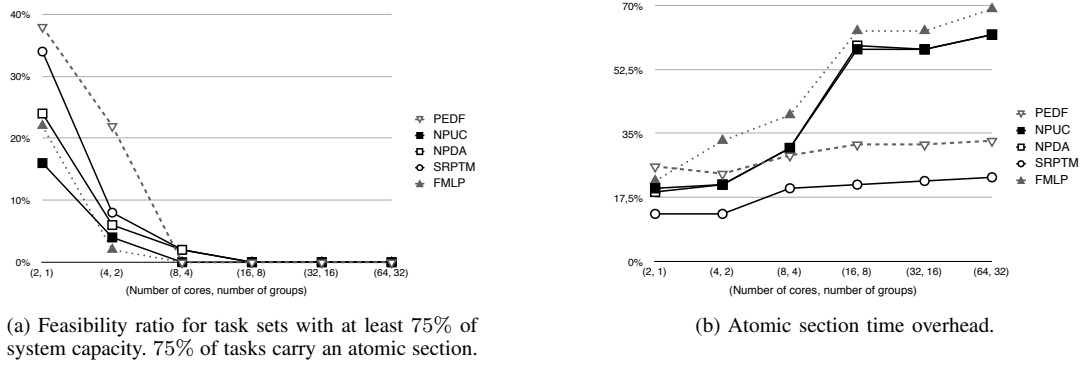 40%
30%
20%
10%
0%
(2, 1)
(4, 2)
(8, 4)
(16, 8)
(32, 16)
(64, 32)
(Number of cores, number of groups)
PEDF
NPUC
NPDA
SRPTM
FMLP
(a) Feasibility ratio for task sets with at least 75% of
system capacity. 75% of tasks carry an atomic section.
70%
52,5%
35%
17,5%
0%
(2, 1)
(4, 2)
(8, 4)
(16, 8)
(32, 16)
(64, 32)
(Number of cores, number of groups)
PEDF
NPUC
NPDA
SRPTM
FMLP
(b) Atomic section time overhead.